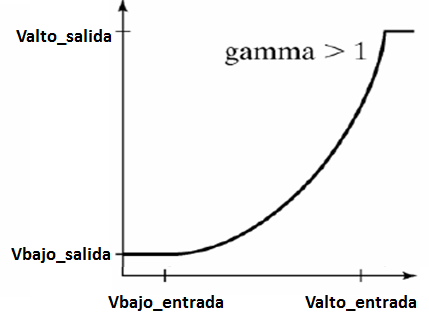 Valto_salida
gamma > 1
Vbajo_salida
Vbajo_entrada
Valto_entrada